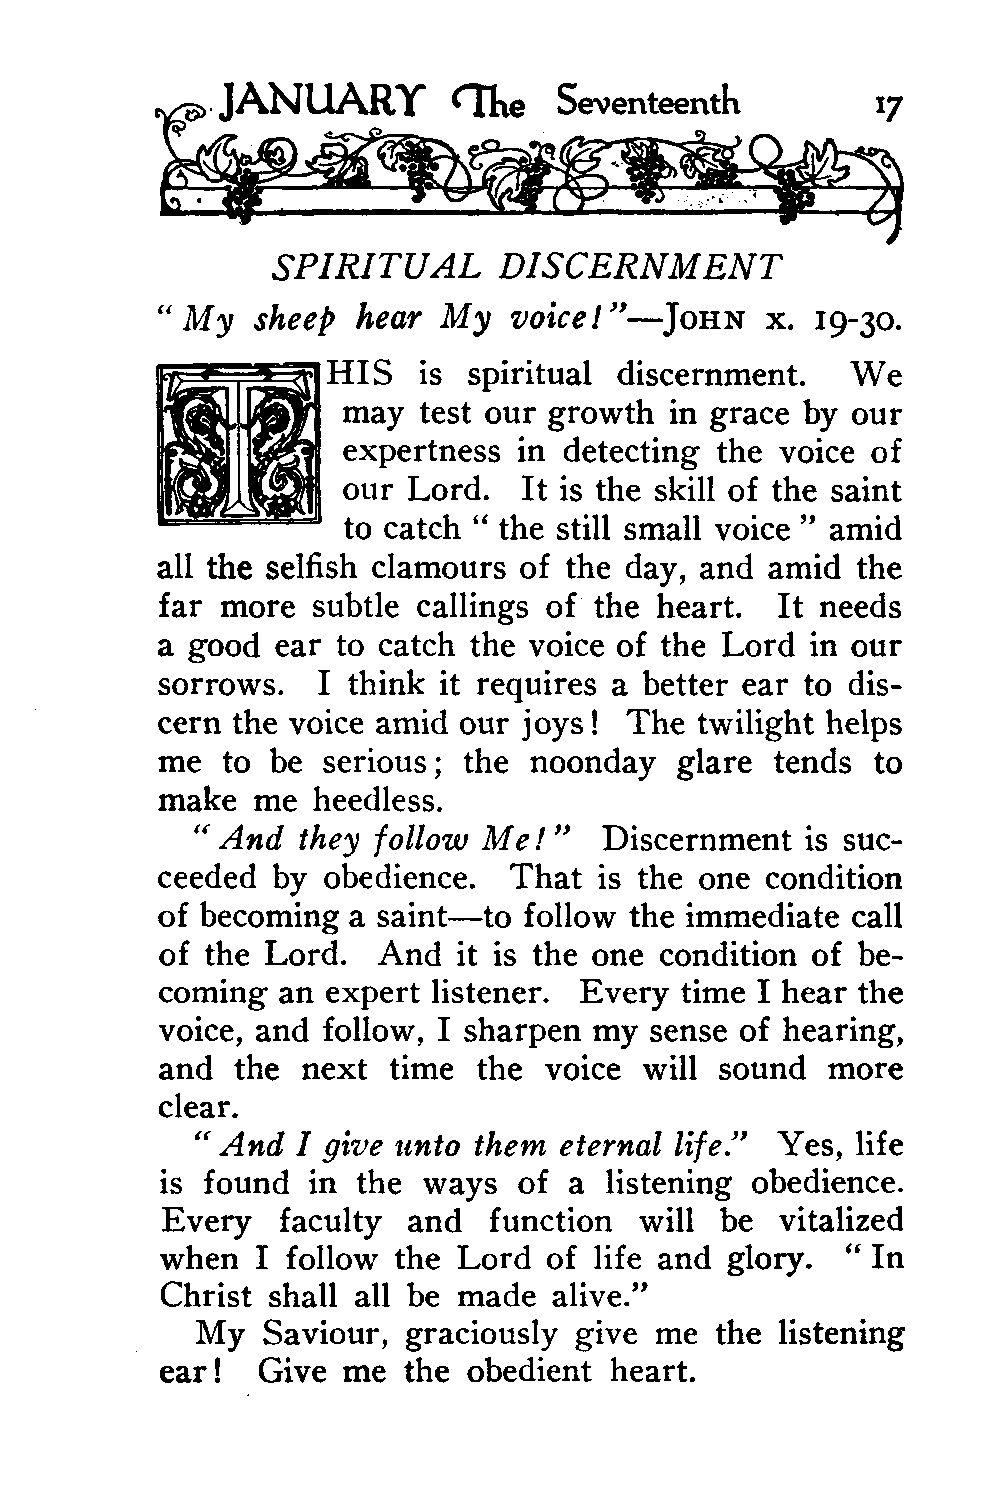 JANUARY The Seventeenth 17
SPIRITUAL DISCERNMENT
“ My sheep hear My voice! ”—JOHN x. 19-30.
THIS is spiritual discernment. We
may test our growth in grace by our
expertness in detecting the voice of
our Lord. It is the skill of the saint
to catch “ the still small voice ” amid
all the selfish clamours of the day, and amid the
far more subtle callings of the heart. It needs
a good ear to catch the voice of the Lord in our
sorrows. I think it requires a better ear to dis-
cern the voice amid our joys! The twilight helps
me to be serious; the noonday glare tends to
make me heedless.
“ And they follow Me! ” Discernment is suc-
ceeded by obedience. That is the one condition
of becoming a saint—to follow the immediate call
of the Lord. And it is the one condition of be-
coming an expert listener. Every time I hear the
voice, and follow, I sharpen my sense of hearing,
and the next time the voice will sound more
clear.
“ And I give unto them eternal life.” Yes, life
is found in the ways of a listening obedience.
Every faculty and function will be vitalized
when I follow the Lord of life and glory. “ In
Christ shall all be made alive.”
My Saviour, graciously give me the listening
ear! Give me the obedient heart.